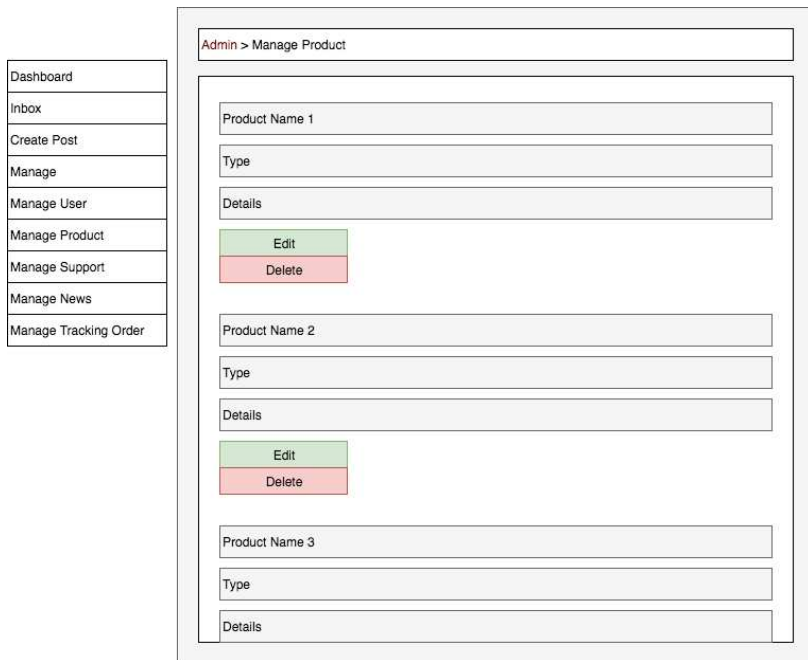 Admin > Manage Product
Dashboard
Inbox
Create Post
Manage
Manage User
Manage Product
Manage Support
Manage News
Manage Tracking Order
Product Name 1
Type
Details
Edit
Delete
Product Name 2
Type
Details
Edit
Delete
Product Name 3
Type
Details